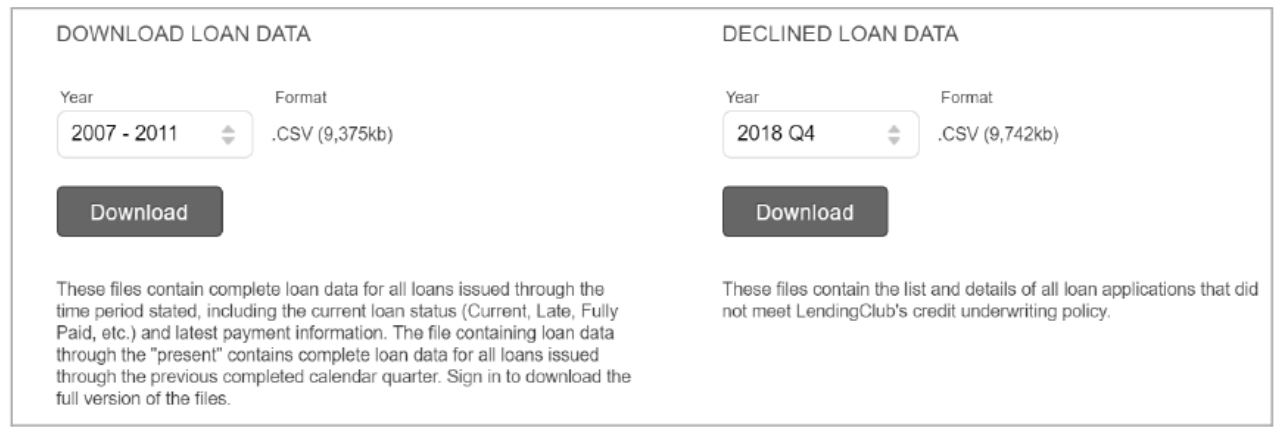 DOWNLOAD LOAN DATA
Year
Format
2007 - 2011
.CSV (9,375kb)
Download
These files contain complete loan data for all loans issued through the
time period stated, including the current loan status (Current, Late, Fully
Paid, etc.) and latest payment information. The file containing loan data
through the "present" contains complete loan data for all loans issued
through the previous completed calendar quarter. Sign in to download the
full version of the files.
DECLINED LOAN DATA
Year
Format
2018 Q4
.CSV (9,742kb)
Download
These files contain the list and details of all loan applications that did
not meet LendingClub's credit underwriting policy.